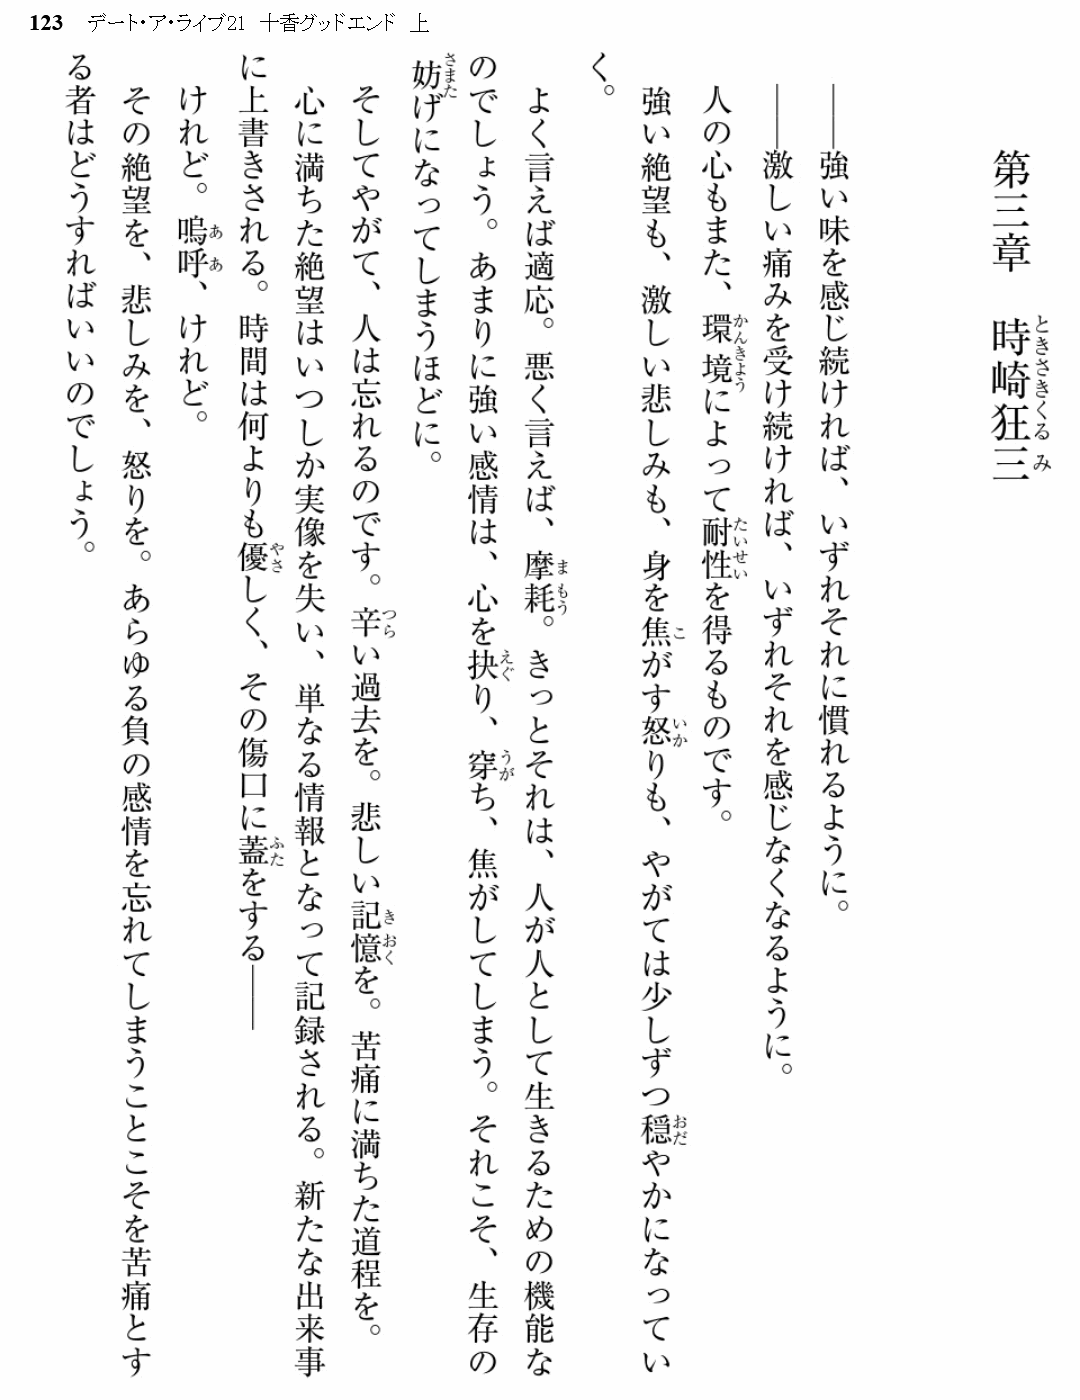 123 デート・ア・ライブ21 十香グッドエンド 上
第三章 時崎狂三
――強い味を感じ続ければ、いずれそれに慣れるように。
――激しい痛みを受け続ければ、いずれそれを感じなくなるように。
人の心もまた、環境によって耐性を得るものです。
強い絶望も、激しい悲しみも、身を焦がす怒りも、やがては少しずつ穏やかになってい
く。
よく言えば適応。悪く言えば、摩耗。きっとそれは、人が人として生きるための機能な
のでしょう。あまりに強い感情は、心を抉り、穿ち、焦がしてしまう。それこそ、生存の
妨げになってしまうほどに。
そしてやがて、人は忘れるのです。辛い過去を。悲しい記憶を。苦痛に満ちた道程を。
心に満ちた絶望はいつしか実像を失い、単なる情報となって記録される。新たな出来事
に上書きされる。時間は何よりも優しく、その傷口に蓋をする――
けれど。嗚呼、けれど。
その絶望を、悲しみを、怒りを。あらゆる負の感情を忘れてしまうことこそを苦痛とす
る者はどうすればいいのでしょう。